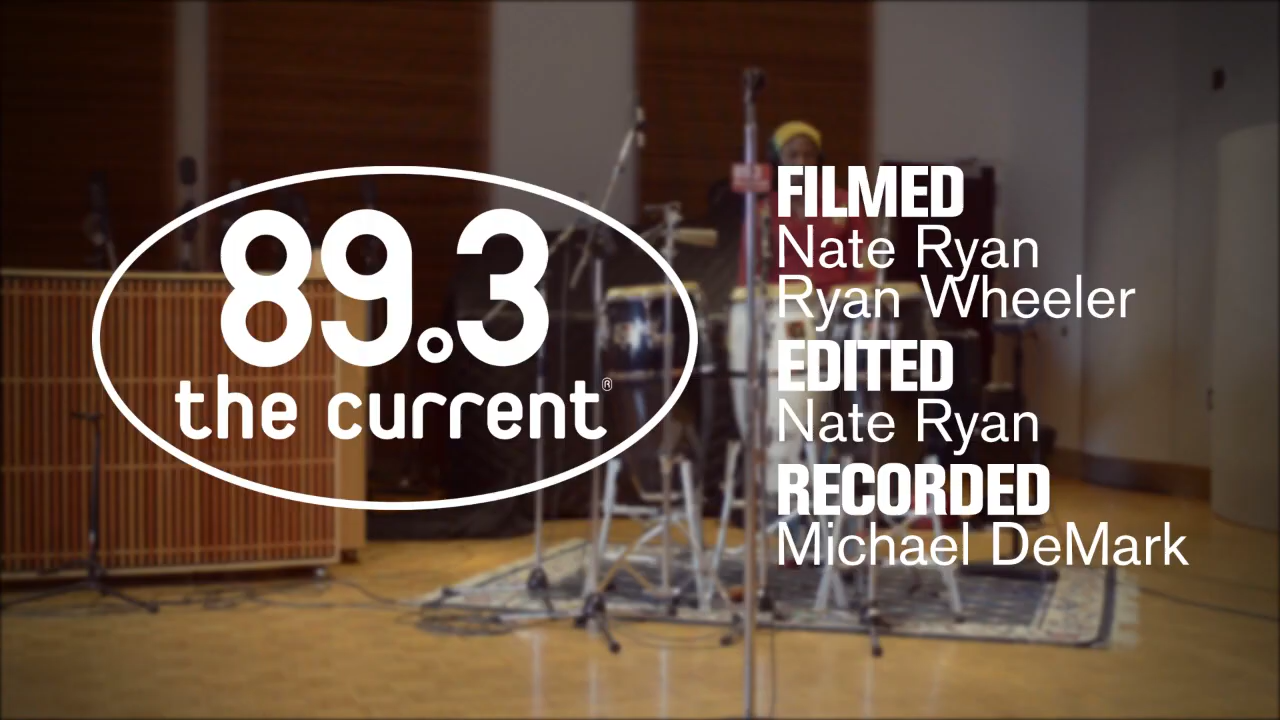 89.3
the current®
FILMED
Nate Ryan
Ryan Wheeler
EDITED
Nate Ryan
RECORDED
Michael DeMark